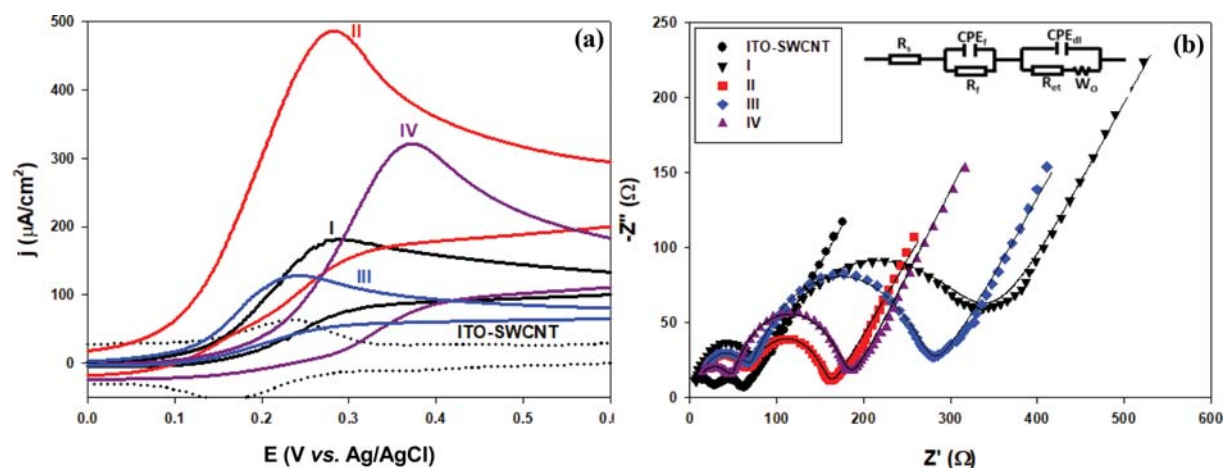 500
400
300
200
100
0
j (µA/cm²)
(a)
II
IV
I
III
ITO-SWCNT
0.0 0.1 0.2 0.3 0.4 0.5
E (V vs. Ag/AgCl)
250
200
150
100
50
0
-Z'' (Ω)
ITO-SWCNT
I
II
III
IV
(b)
CPEf CPEdl
Rs
Rf Ret Wo
0 100 200 300 400 500 600
Z' (Ω)